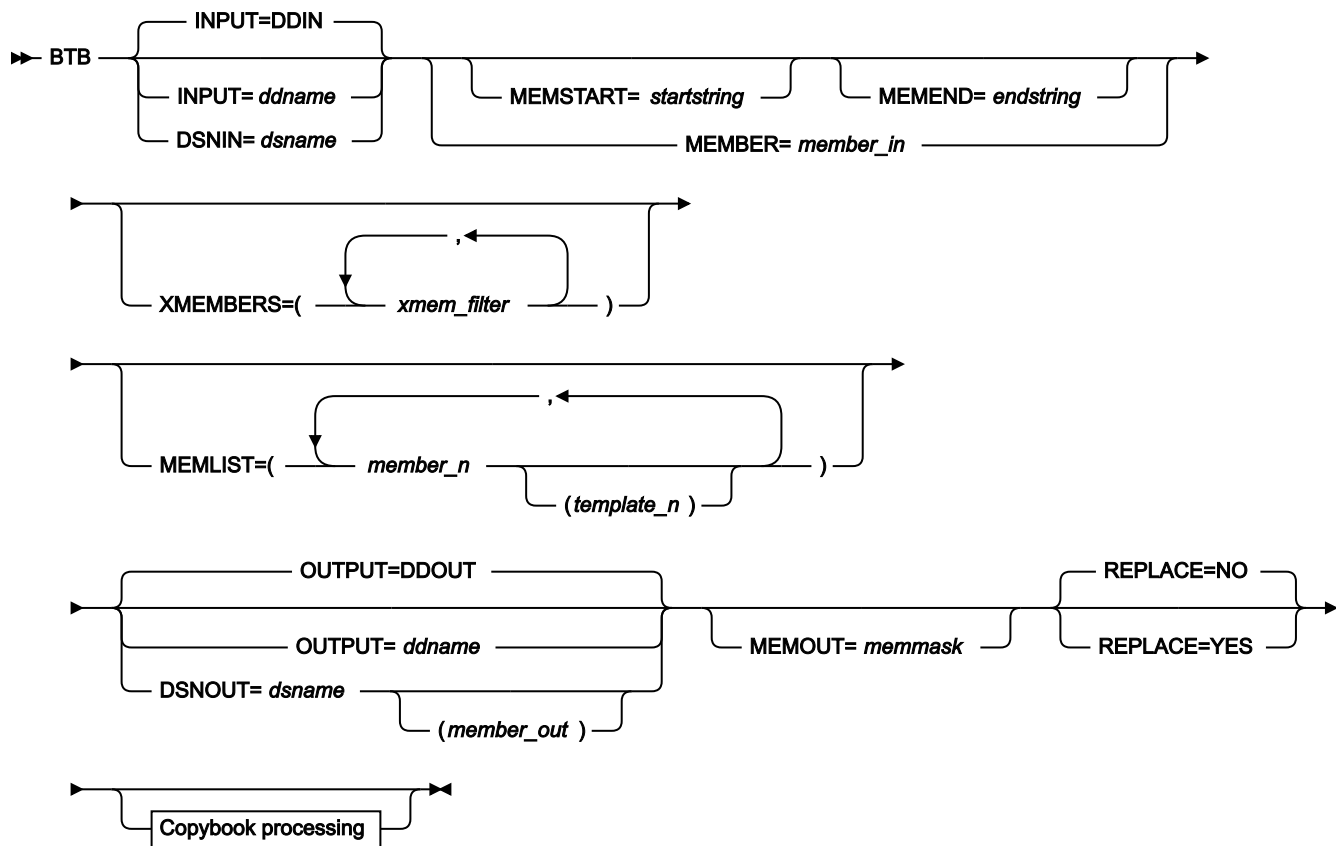 INPUT=DDIN
BTB
INPUT= ddname
DSNIN= dsname
MEMSTART= startstring
MEMEND= endstring
MEMBER= member_in
,
XMEMBERS=( xmem_filter )
,
MEMLIST=( member_n )
(template_n )
OUTPUT=DDOUT
OUTPUT= ddname
DSNOUT= dsname
(member_out )
MEMOUT= memmask
REPLACE=NO
REPLACE=YES
Copybook processing